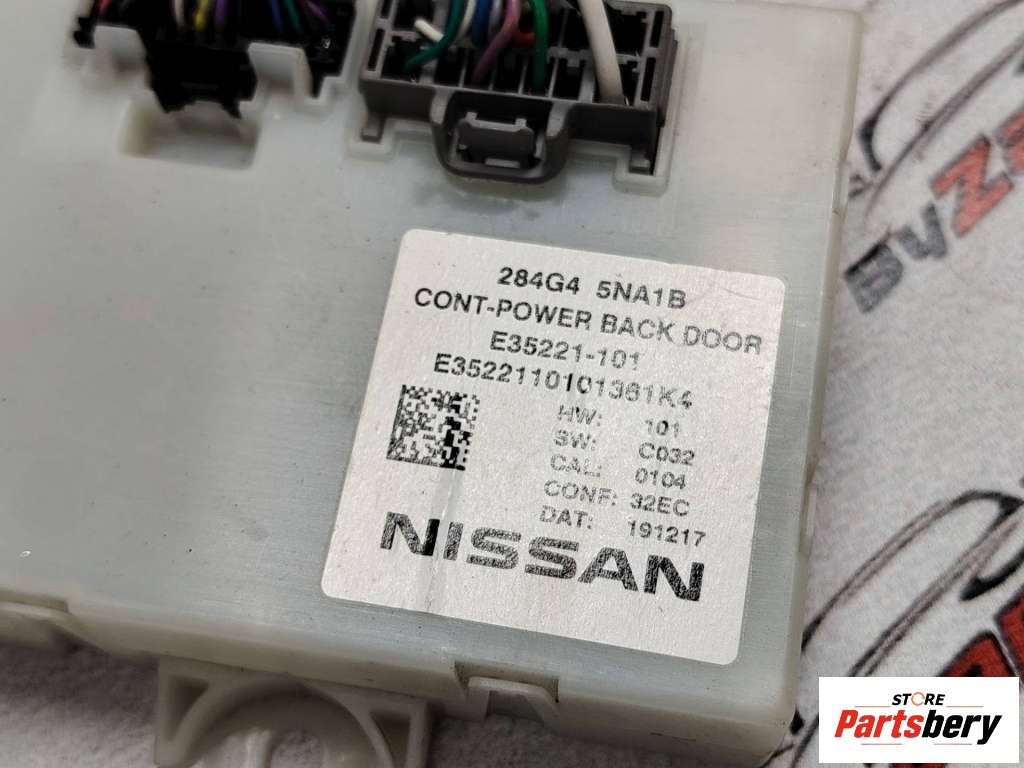 284G4 5NA1B
CONT-POWER BACK DOOR
E35221-101
E3522110101361K4
HW: 101
SW: C032
CAL: 0104
CONF: 32EC
DAT: 191217
NISSAN
STORE
Partsbery